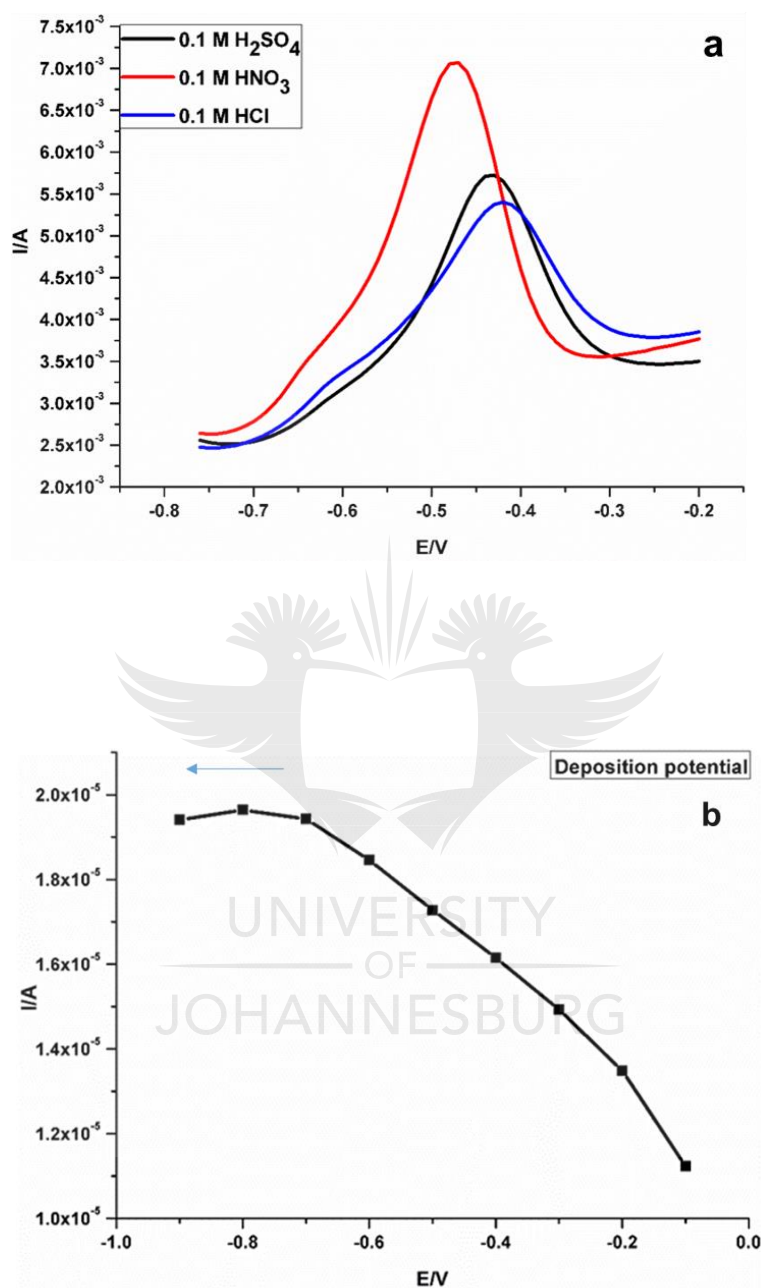 7.5x10⁻³
7.0x10⁻³
6.5x10⁻³
6.0x10⁻³
5.5x10⁻³
5.0x10⁻³
4.5x10⁻³
4.0x10⁻³
3.5x10⁻³
3.0x10⁻³
2.5x10⁻³
2.0x10⁻³
I/A
0.1 M H₂SO₄
0.1 M HNO₃
0.1 M HCl
a
-0.8 -0.7 -0.6 -0.5 -0.4 -0.3 -0.2
E/V
Deposition potential
b
2.0x10⁻⁵
1.8x10⁻⁵
1.6x10⁻⁵
1.4x10⁻⁵
1.2x10⁻⁵
1.0x10⁻⁵
I/A
UNIVERSITY
OF
JOHANNESBURG
-1.0 -0.8 -0.6 -0.4 -0.2 0.0
E/V